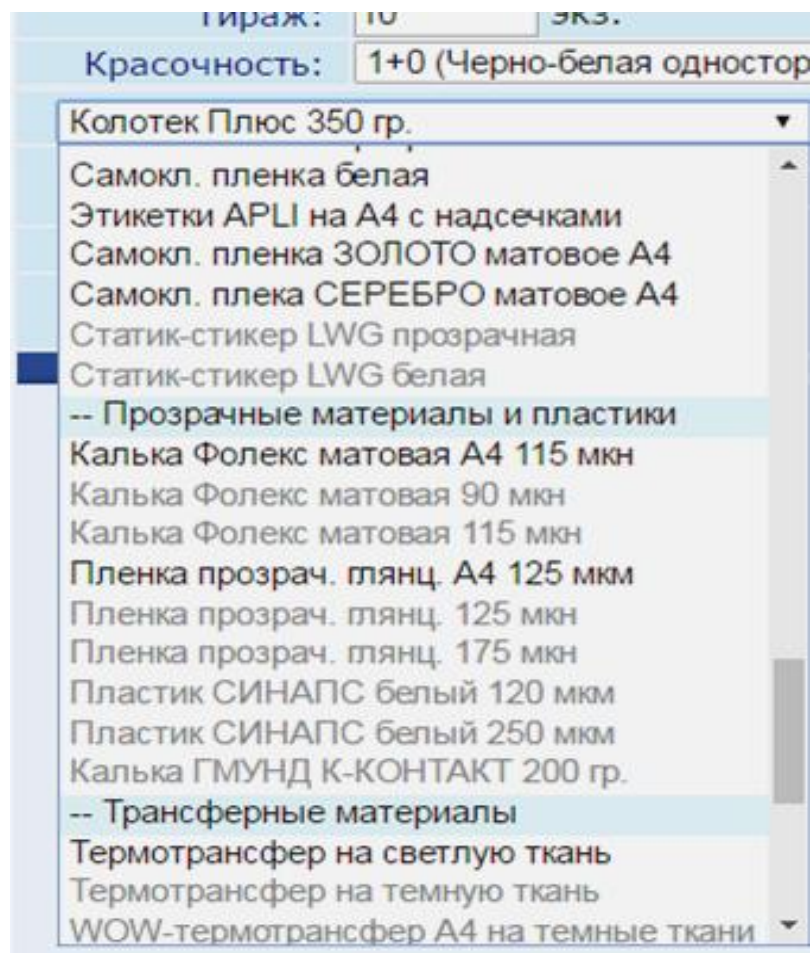 Тираж: 10 экз.
Красочность: 1+0 (Черно-белая одностор
Колотек Плюс 350 гр.
Самокл. пленка белая
Этикетки APLI на А4 с надсечками
Самокл. пленка ЗОЛОТО матовое А4
Самокл. плека СЕРЕБРО матовое А4
Статик-стикер LWG прозрачная
Статик-стикер LWG белая
-- Прозрачные материалы и пластики
Калька Фолекс матовая А4 115 мкн
Калька Фолекс матовая 90 мкн
Калька Фолекс матовая 115 мкн
Пленка прозрач. глянц. А4 125 мкм
Пленка прозрач. глянц. 125 мкн
Пленка прозрач. глянц. 175 мкн
Пластик СИНАПС белый 120 мкм
Пластик СИНАПС белый 250 мкм
Калька ГМУНД К-КОНТАКТ 200 гр.
-- Трансферные материалы
Термотрансфер на светлую ткань
Термотрансфер на темную ткань
WOW-термотрансфер А4 на темные ткани